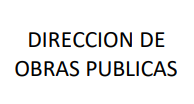 DIRECCION DE
OBRAS PUBLICAS